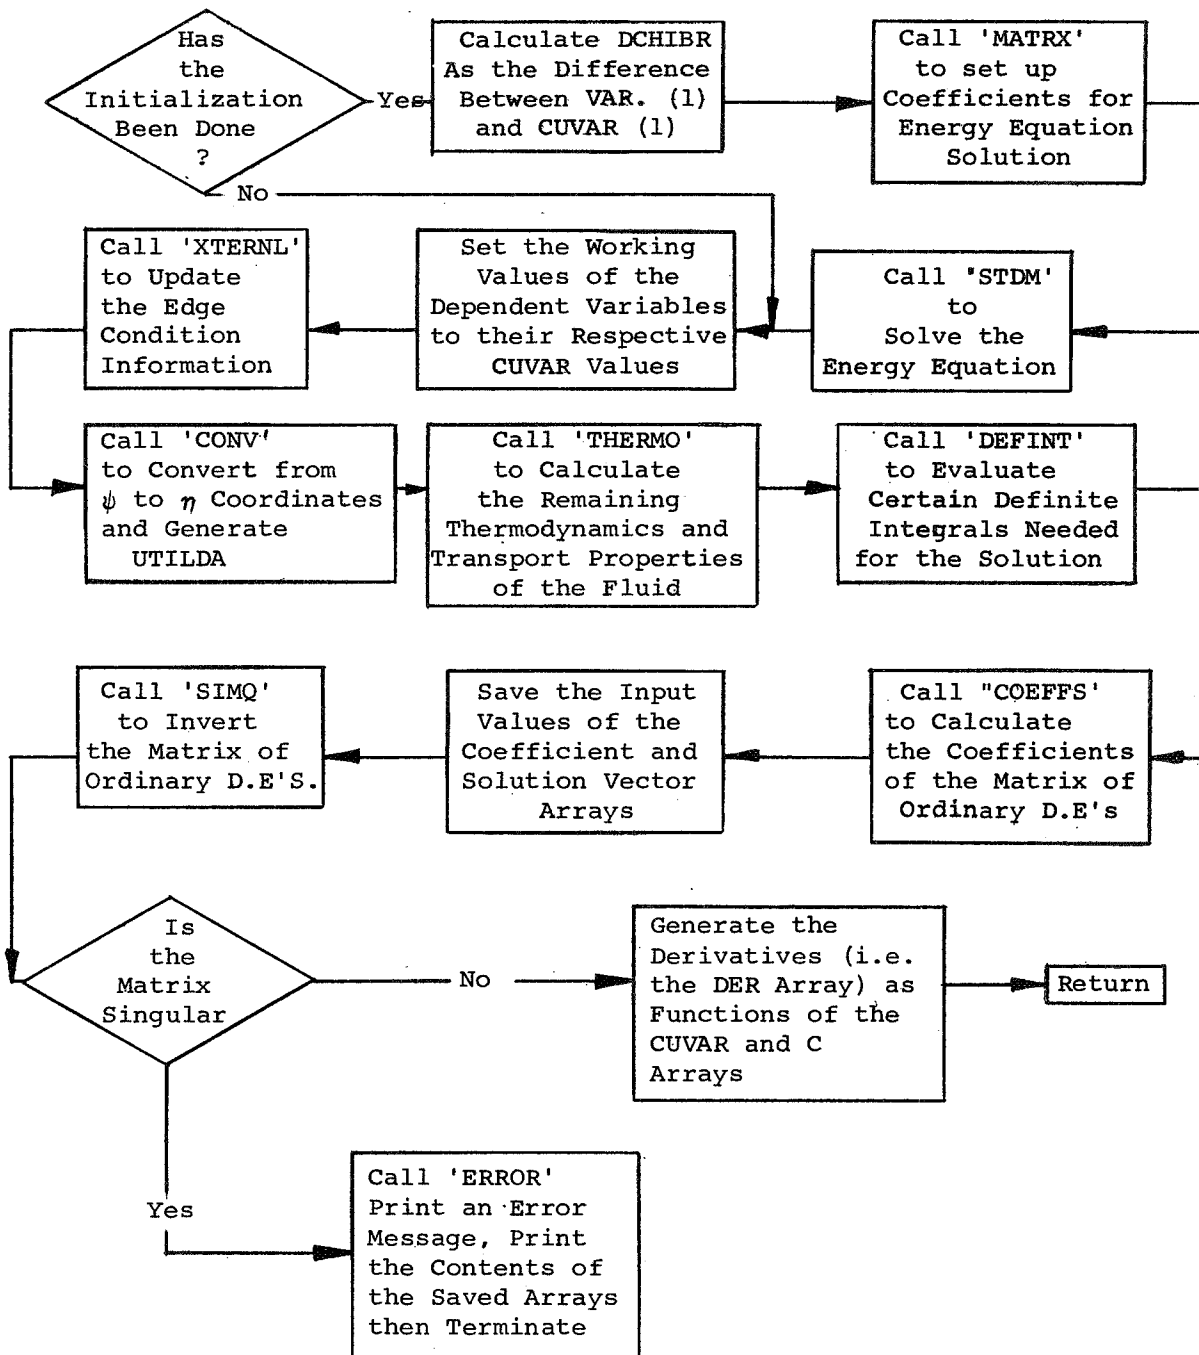 Has
the
Initialization
Been Done
?
Yes
No
Calculate DCHIBR
As the Difference
Between VAR. (1)
and CUVAR (1)
Call 'MATRX'
to set up
Coefficients for
Energy Equation
Solution
Call "STDM'
to
Solve the
Energy Equation
Set the Working
Values of the
Dependent Variables
to their Respective
CUVAR Values
Call 'XTERNL'
to Update
the Edge
Condition
Information
Call 'CONV'
to Convert from
ψ to η Coordinates
and Generate
UTILDA
Call 'THERMO'
to Calculate
the Remaining
Thermodynamics and
Transport Properties
of the Fluid
Call 'DEFINT'
to Evaluate
Certain Definite
Integrals Needed
for the Solution
Call "COEFFS'
to Calculate
the Coefficients
of the Matrix of
Ordinary D.E's
Save the Input
Values of the
Coefficient and
Solution Vector
Arrays
Call 'SIMQ'
to Invert
the Matrix of
Ordinary D.E'S.
Is
the
Matrix
Singular
No
Generate the
Derivatives (i.e.
the DER Array) as
Functions of the
CUVAR and C
Arrays
Return
Yes
Call 'ERROR'
Print an Error
Message, Print
the Contents of
the Saved Arrays
then Terminate